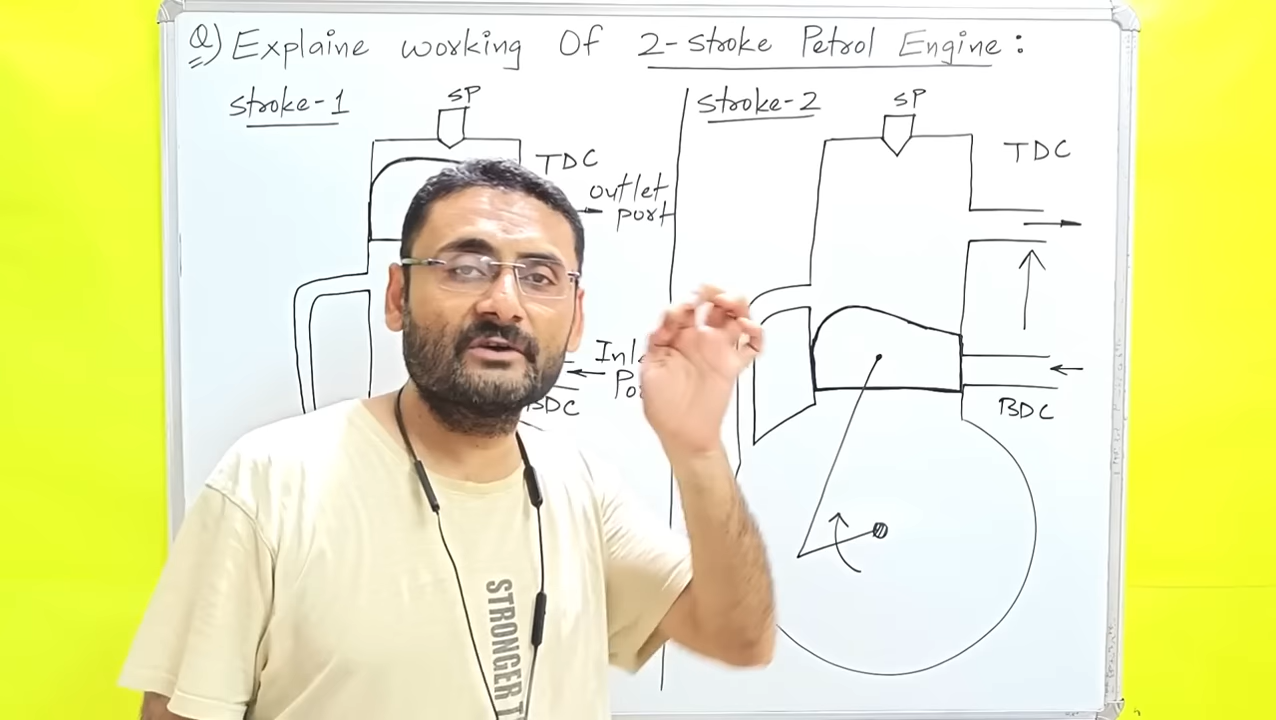 Q) Explaine working Of 2-stroke Petrol Engine :
Stroke-1
SP
TDC
outlet
port
BDC
Stroke-2
SP
TDC
BDC
STRONGER